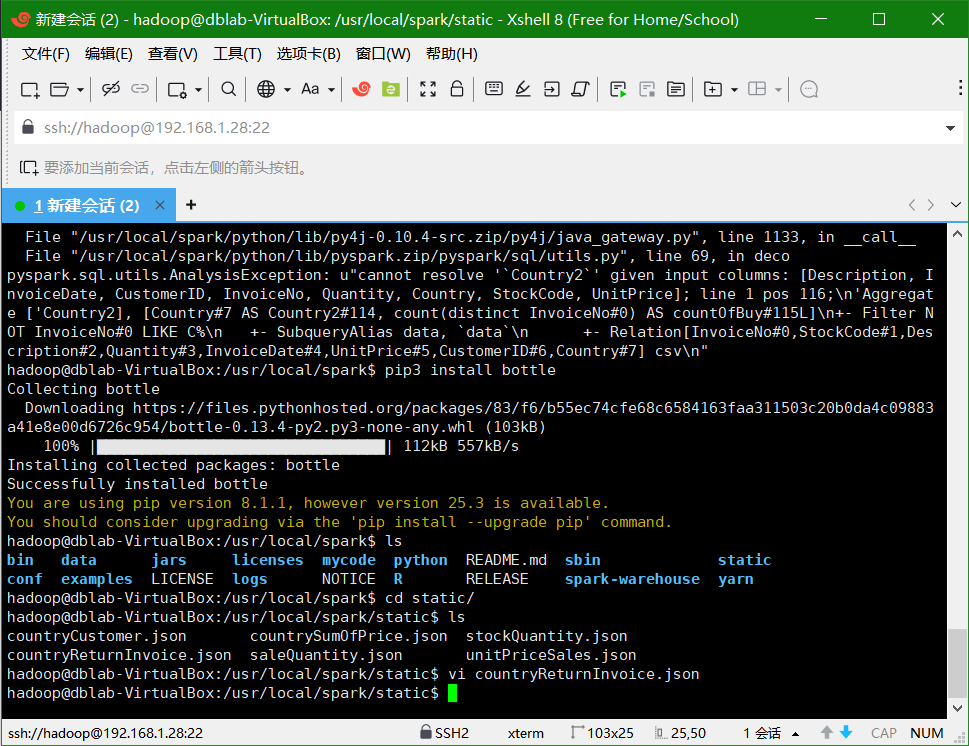 新建会话 (2) - hadoop@dblab-VirtualBox: /usr/local/spark/static - Xshell 8 (Free for Home/School)
文件(F) 编辑(E) 查看(V) 工具(T) 选项卡(B) 窗口(W) 帮助(H)
Aa
ssh://hadoop@192.168.1.28:22
要添加当前会话，点击左侧的箭头按钮。
1 新建会话 (2) × +
  File "/usr/local/spark/python/lib/py4j-0.10.4-src.zip/py4j/java_gateway.py", line 1133, in __call__
  File "/usr/local/spark/python/lib/pyspark.zip/pyspark/sql/utils.py", line 69, in deco
pyspark.sql.utils.AnalysisException: u"cannot resolve '`Country2`' given input columns: [Description, I
nvoiceDate, CustomerID, InvoiceNo, Quantity, Country, StockCode, UnitPrice]; line 1 pos 116;\n'Aggregat
e ['Country2], [Country#7 AS Country2#114, count(distinct InvoiceNo#0) AS countOfBuy#115L]\n+- Filter N
OT InvoiceNo#0 LIKE C%\n   +- SubqueryAlias data, `data`\n      +- Relation[InvoiceNo#0,StockCode#1,Des
cription#2,Quantity#3,InvoiceDate#4,UnitPrice#5,CustomerID#6,Country#7] csv\n"
hadoop@dblab-VirtualBox:/usr/local/spark$ pip3 install bottle
Collecting bottle
  Downloading https://files.pythonhosted.org/packages/83/f6/b55ec74cfe68c6584163faa311503c20b0da4c09883
a41e8e00d6726c954/bottle-0.13.4-py2.py3-none-any.whl (103kB)
    100% |████████████████████████████████| 112kB 557kB/s
Installing collected packages: bottle
Successfully installed bottle
You are using pip version 8.1.1, however version 25.3 is available.
You should consider upgrading via the 'pip install --upgrade pip' command.
hadoop@dblab-VirtualBox:/usr/local/spark$ ls
bin   data      jars     licenses  mycode  python  README.md  sbin             static
conf  examples  LICENSE  logs      NOTICE  R       RELEASE    spark-warehouse  yarn
hadoop@dblab-VirtualBox:/usr/local/spark$ cd static/
hadoop@dblab-VirtualBox:/usr/local/spark/static$ ls
countryCustomer.json       countrySumOfPrice.json  stockQuantity.json
countryReturnInvoice.json  saleQuantity.json       unitPriceSales.json
hadoop@dblab-VirtualBox:/usr/local/spark/static$ vi countryReturnInvoice.json
hadoop@dblab-VirtualBox:/usr/local/spark/static$
ssh://hadoop@192.168.1.28:22 SSH2 xterm 103x25 25,50 1 会话 CAP NUM